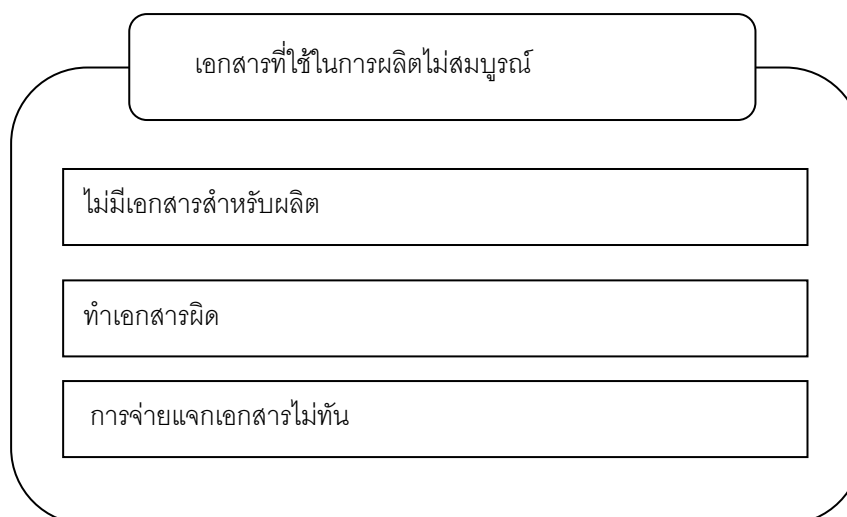 เอกสารที่ใช้ในการผลิตไม่สมบูรณ์
ไม่มีเอกสารสำหรับผลิต
ทำเอกสารผิด
การจ่ายแจกเอกสารไม่ทัน